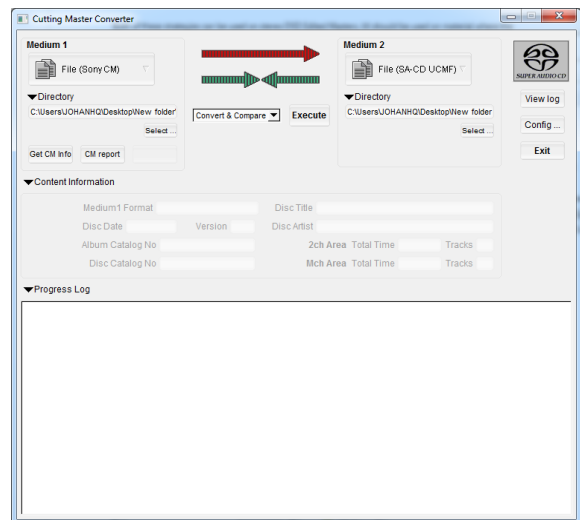 Cutting Master Converter
Medium 1
File (Sony CM)
Directory
C:\Users\JOHANHQ\Desktop\New folder
Select ...
Get CM Info CM report
Convert & Compare Execute
Medium 2
File (SA-CD UCMF)
Directory
C:\Users\JOHANHQ\Desktop\New folder
Select ...
SUPER AUDIO CD
View log
Config ...
Exit
Content Information
Medium1 Format Disc Title
Disc Date Version Disc Artist
Album Catalog No 2ch Area Total Time Tracks
Disc Catalog No Mch Area Total Time Tracks
Progress Log